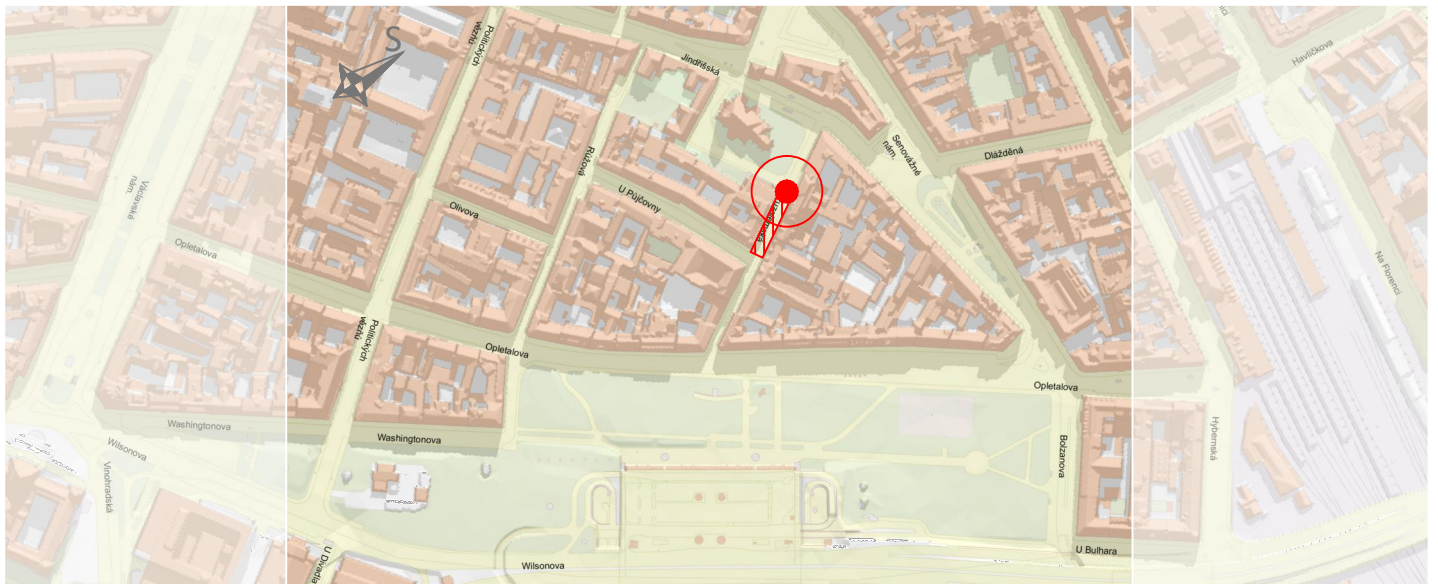 S
Politických
vězňů
Jindřišská
Havlíčkova
Senovážné
nám.
Dlážděná
Růžová
U Půjčovny
Václavské
nám.
Olivova
Opletalova
Na Florenci
Politických
vězňů
Opletalova
Opletalova
Washingtonova
Washingtonova
Wilsonova
Vinohradská
Bolzanova
Hybernská
U Bulhara
U Divadla
Wilsonova